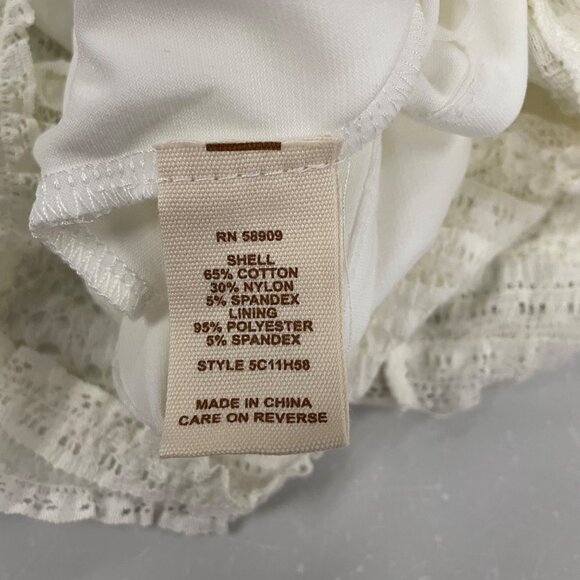 RN 58909
SHELL
65% COTTON
30% NYLON
5% SPANDEX
LINING
95% POLYESTER
5% SPANDEX
STYLE 5C11H58
MADE IN CHINA
CARE ON REVERSE